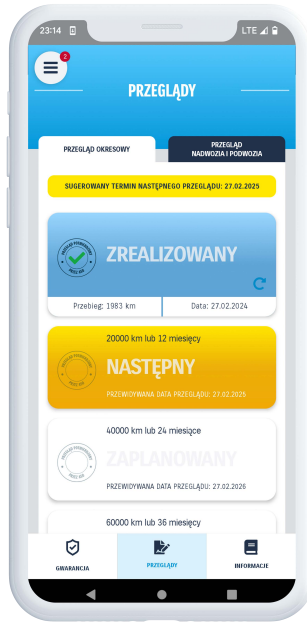 23:14
LTE
2
PRZEGLĄDY
PRZEGLĄD OKRESOWY
PRZEGLĄD
NADWOZIA I PODWOZIA
SUGEROWANY TERMIN NASTĘPNEGO PRZEGLĄDU: 27.02.2025
ZREALIZOWANY
Przebieg: 1983 km
Data: 27.02.2024
20000 km lub 12 miesięcy
NASTĘPNY
PRZEWIDYWANA DATA PRZEGLĄDU: 27.02.2025
40000 km lub 24 miesiące
ZAPLANOWANY
PRZEWIDYWANA DATA PRZEGLĄDU: 27.02.2026
60000 km lub 36 miesięcy
GWARANCJA
PRZEGLĄDY
INFORMACJE